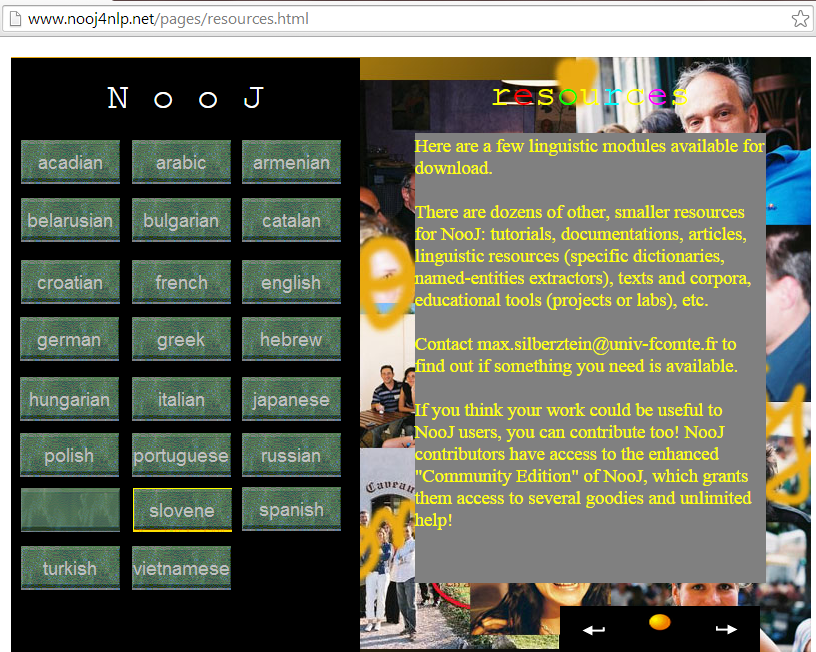 www.nooj4nlp.net/pages/resources.html
N o o J
resources
acadian arabic armenian
belarusian bulgarian catalan
croatian french english
german greek hebrew
hungarian italian japanese
polish portuguese russian
slovene spanish
turkish vietnamese
Here are a few linguistic modules available for
download.
There are dozens of other, smaller resources
for NooJ: tutorials, documentations, articles,
linguistic resources (specific dictionaries,
named-entities extractors), texts and corpora,
educational tools (projects or labs), etc.
Contact max.silberztein@univ-fcomte.fr to
find out if something you need is available.
If you think your work could be useful to
NooJ users, you can contribute too! NooJ
contributors have access to the enhanced
"Community Edition" of NooJ, which grants
them access to several goodies and unlimited
help!